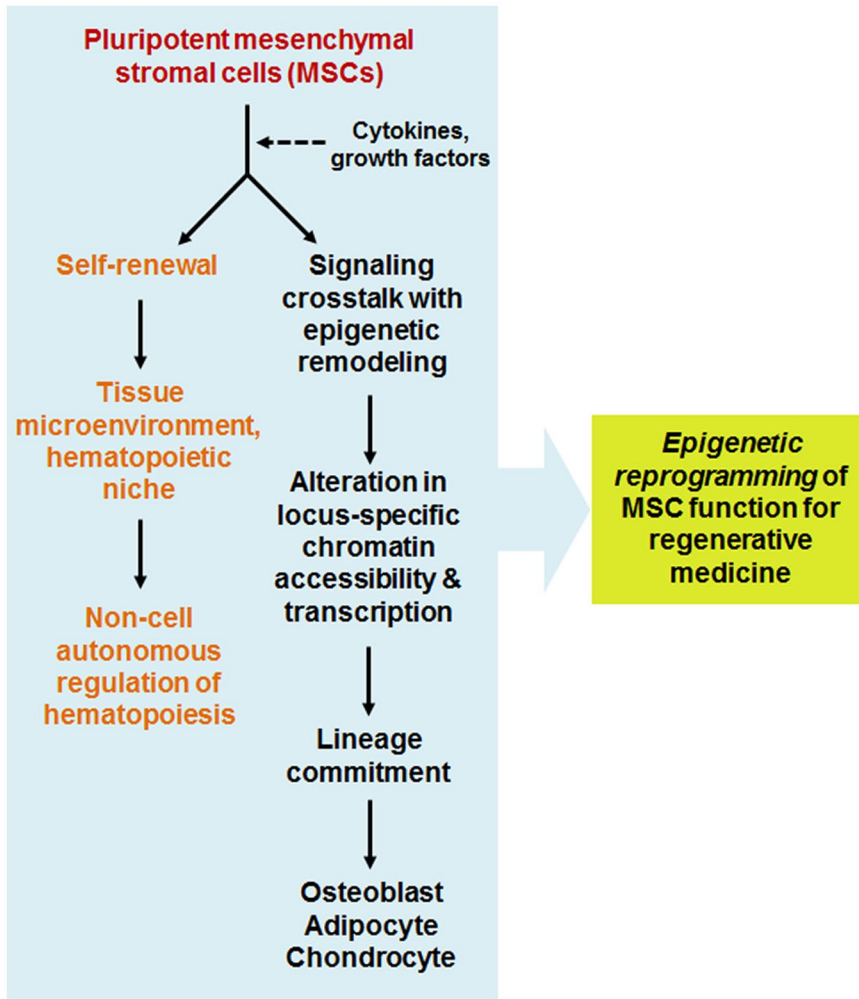 Pluripotent mesenchymal
stromal cells (MSCs)
Cytokines,
growth factors
Self-renewal
Tissue
microenvironment,
hematopoietic
niche
Non-cell
autonomous
regulation of
hematopoiesis
Signaling
crosstalk with
epigenetic
remodeling
Alteration in
locus-specific
chromatin
accessibility &
transcription
Lineage
commitment
Osteoblast
Adipocyte
Chondrocyte
Epigenetic
reprogramming of
MSC function for
regenerative
medicine